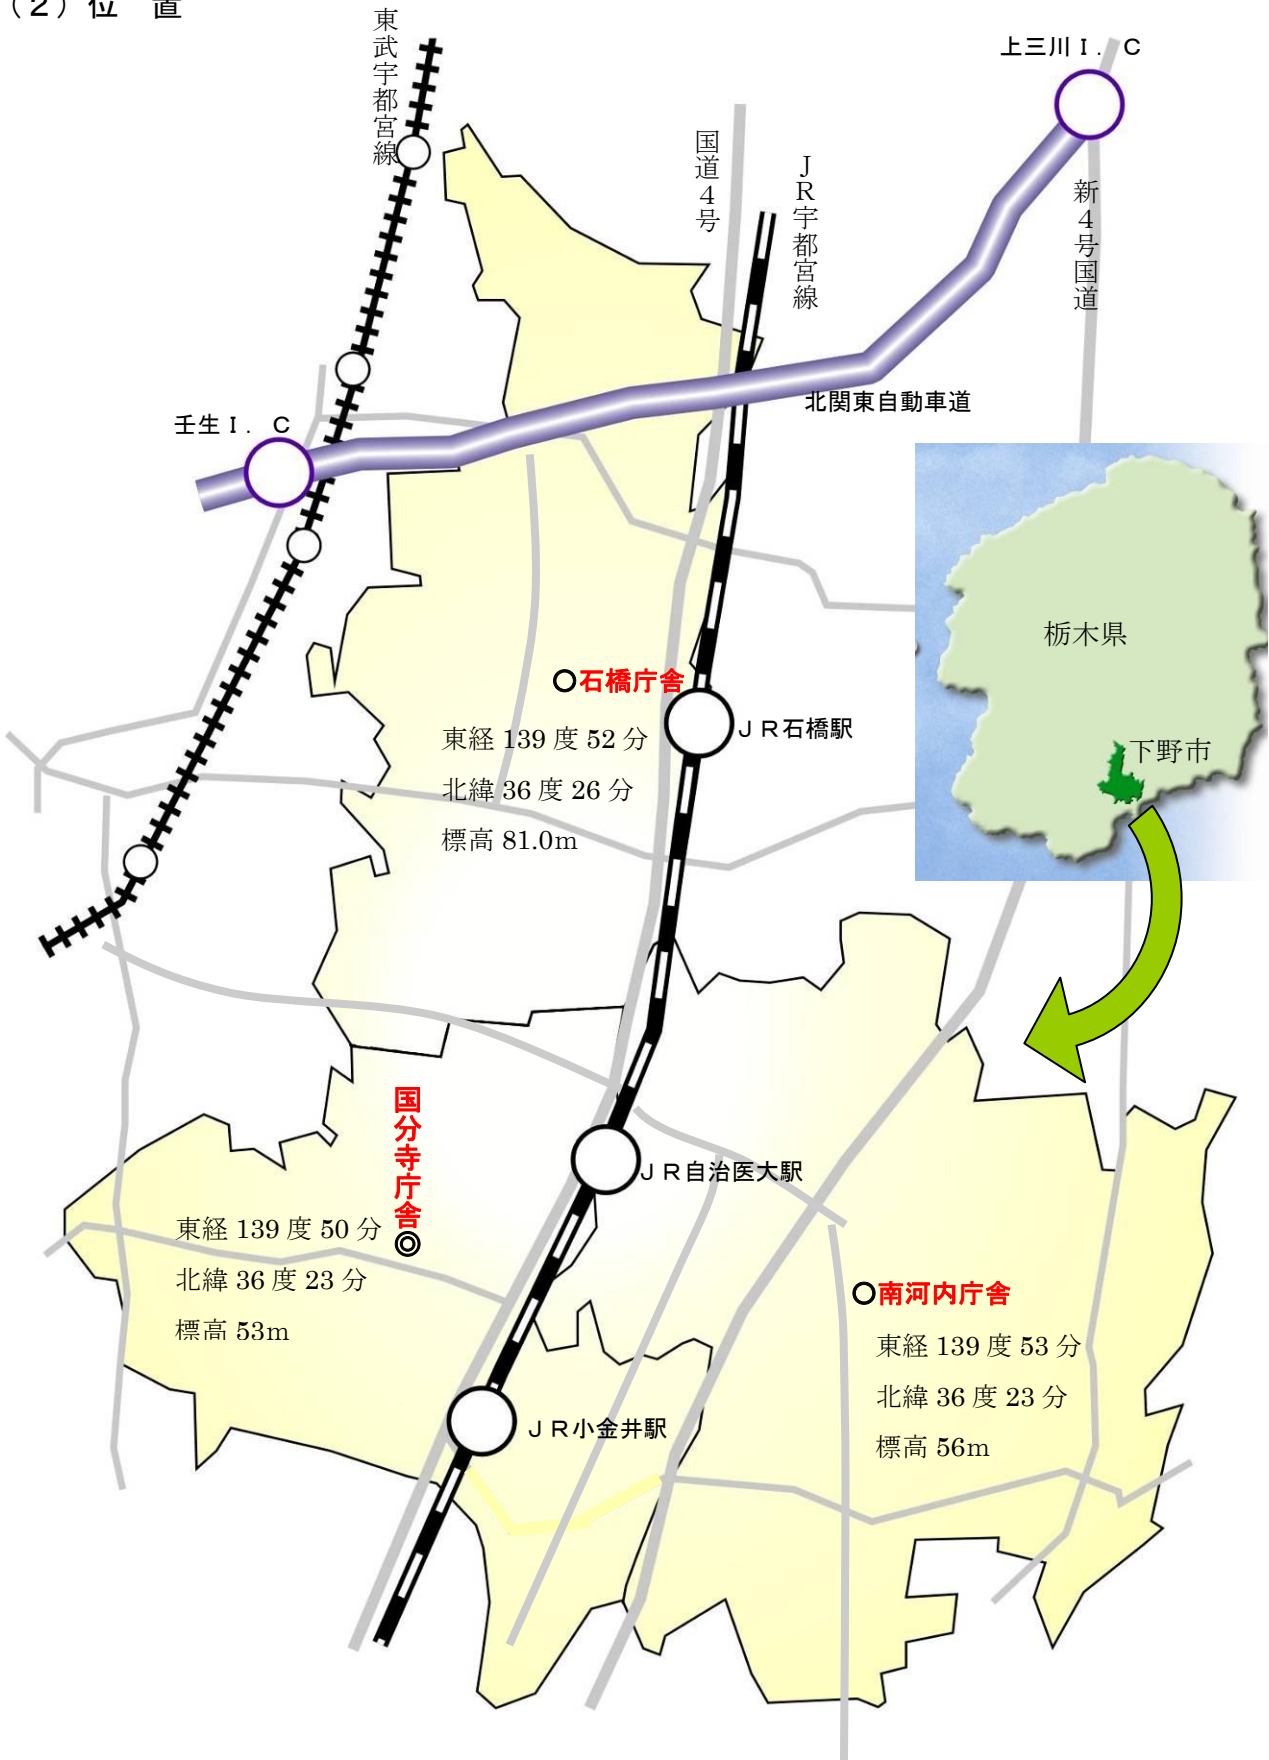 （2）位　置
東武宇都宮線
上三川Ｉ．Ｃ
国道4号
ＪＲ宇都宮線
新4号国道
北関東自動車道
壬生Ｉ．Ｃ
栃木県
下野市
石橋庁舎
ＪＲ石橋駅
東経 139 度 52 分
北緯 36 度 26 分
標高 81.0m
国分寺庁舎
東経 139 度 50 分
北緯 36 度 23 分
標高 53m
ＪＲ自治医大駅
南河内庁舎
東経 139 度 53 分
北緯 36 度 23 分
標高 56m
ＪＲ小金井駅